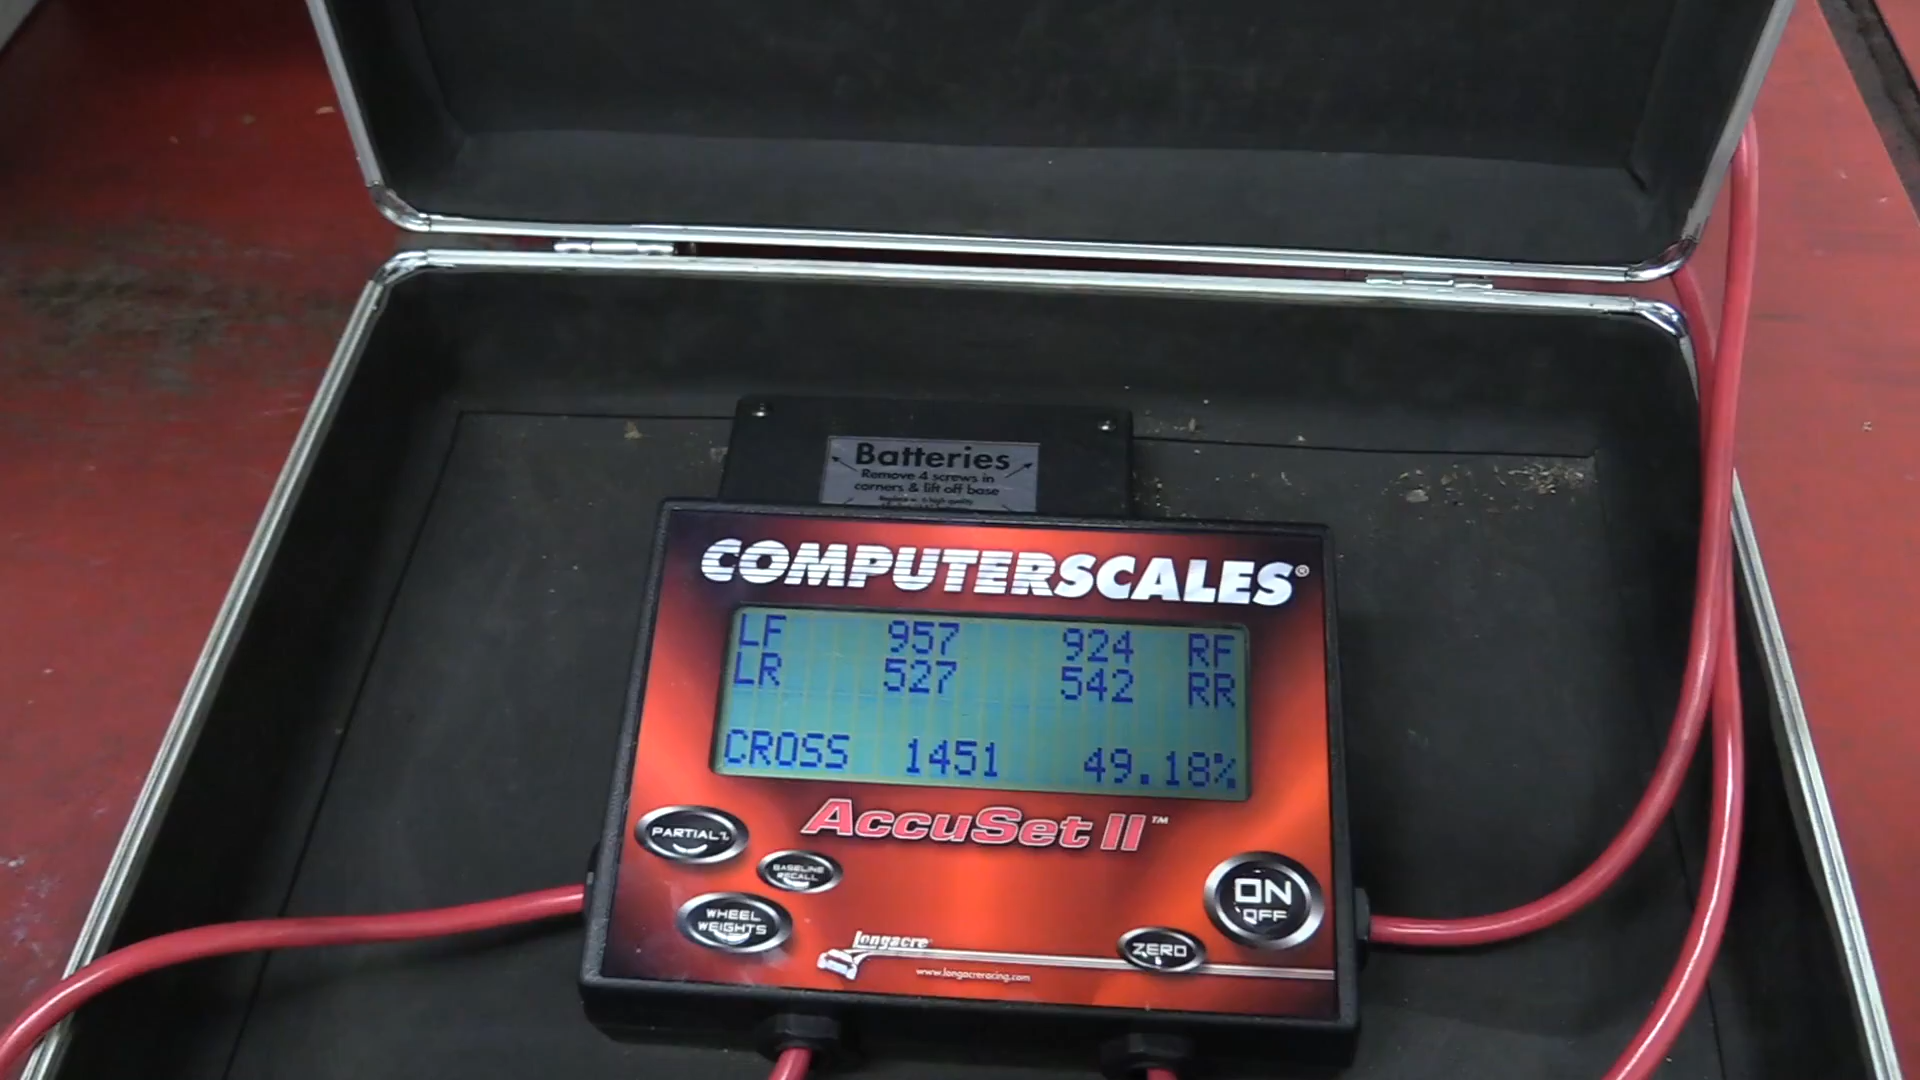 Batteries
Remove 4 screws in
corners & lift off base
COMPUTERSCALES®
LF 957 924 RF
LR 527 542 RR
CROSS 1451 49.18%
AccuSet II™
PARTIAL
BASELINE
RECALL
WHEEL
WEIGHTS
ON
OFF
ZERO
Longacre
www.longacreracing.com